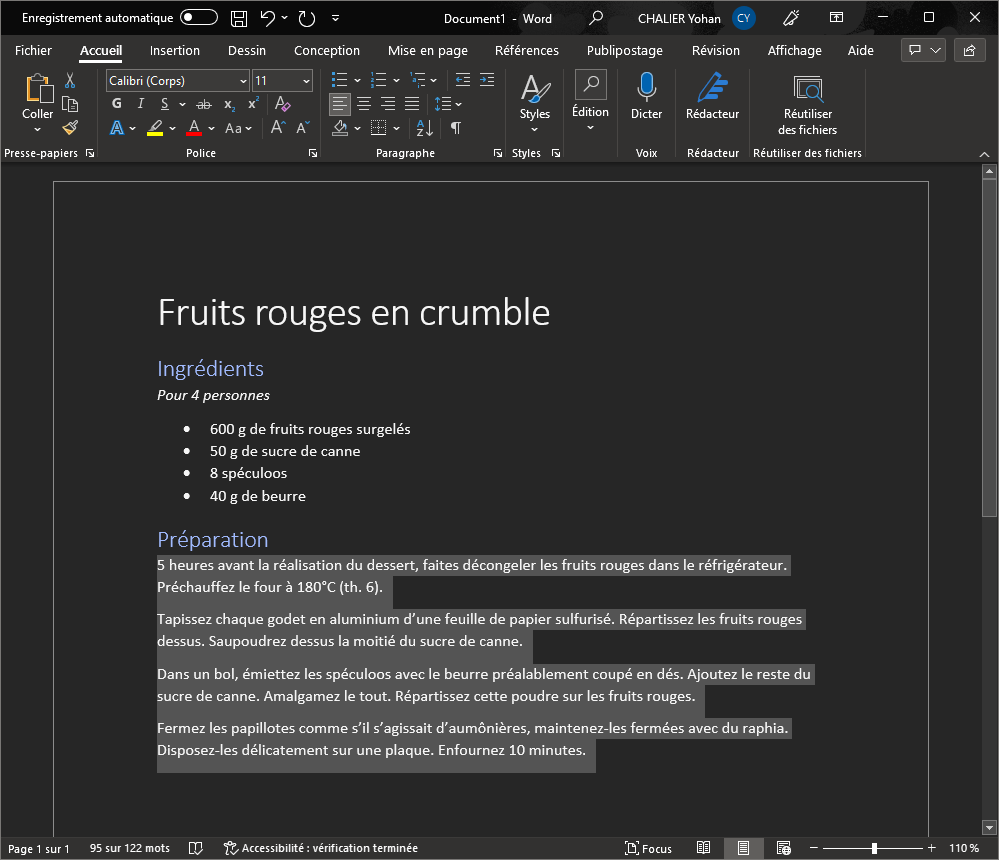 Enregistrement automatique
Document1 - Word
CHALIER Yohan CY
Fichier Accueil Insertion Dessin Conception Mise en page Références Publipostage Révision Affichage Aide
Calibri (Corps) 11
Coller
G I S ab x₂ x²
A A Aa A A
Styles
Édition
Dicter
Rédacteur
Réutiliser
des fichiers
Presse-papiers Police Paragraphe Styles Voix Rédacteur Réutiliser des fichiers
Fruits rouges en crumble
Ingrédients
Pour 4 personnes
• 600 g de fruits rouges surgelés
• 50 g de sucre de canne
• 8 spéculoos
• 40 g de beurre
Préparation
5 heures avant la réalisation du dessert, faites décongeler les fruits rouges dans le réfrigérateur.
Préchauffez le four à 180°C (th. 6).
Tapissez chaque godet en aluminium d’une feuille de papier sulfurisé. Répartissez les fruits rouges
dessus. Saupoudrez dessus la moitié du sucre de canne.
Dans un bol, émiettez les spéculoos avec le beurre préalablement coupé en dés. Ajoutez le reste du
sucre de canne. Amalgamez le tout. Répartissez cette poudre sur les fruits rouges.
Fermez les papillotes comme s’il s’agissait d’aumônières, maintenez-les fermées avec du raphia.
Disposez-les délicatement sur une plaque. Enfournez 10 minutes.
Page 1 sur 1 95 sur 122 mots Accessibilité : vérification terminée Focus 110 %